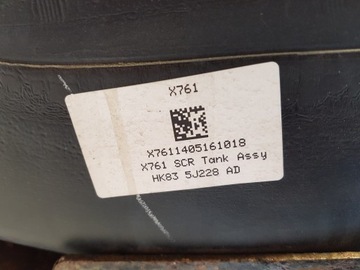 X761
X7611405161018
X761 SCR Tank Assy
HK83 5J228 AD